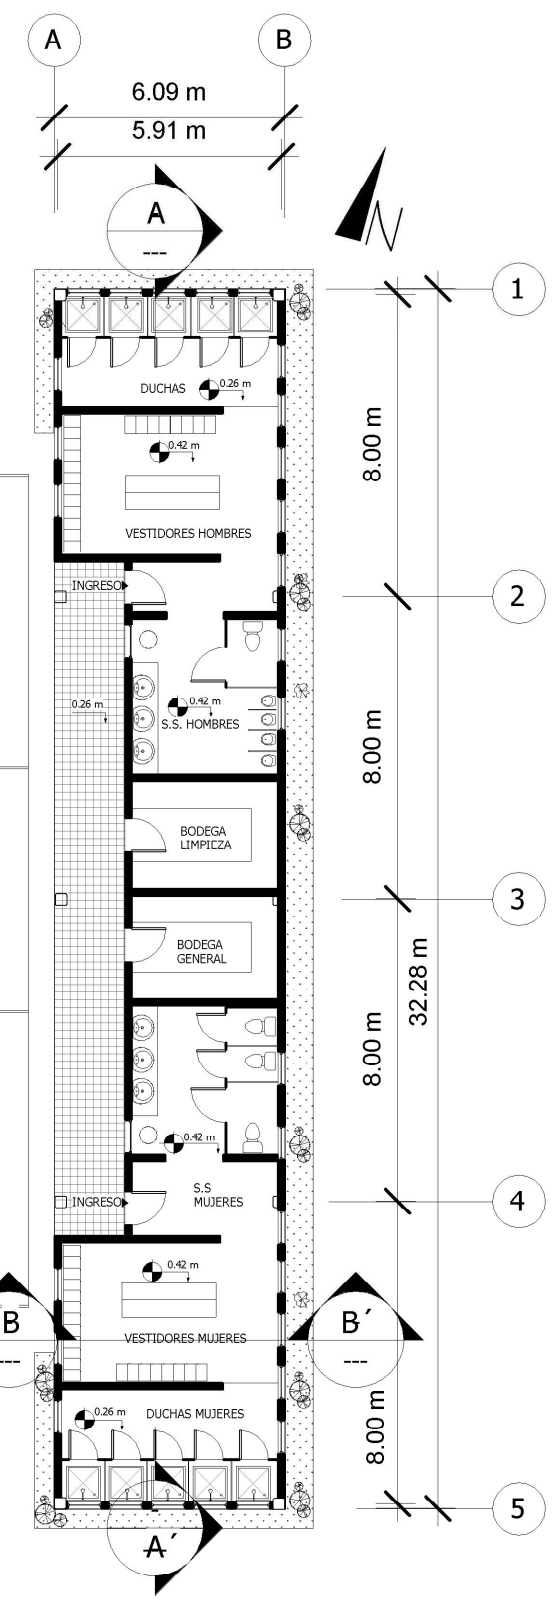 A B
6.09 m
5.91 m
A
---
N
1
DUCHAS
0.26 m
0.42 m
8.00 m
VESTIDORES HOMBRES
INGRESO
2
0.26 m
0.42 m
S.S. HOMBRES
8.00 m
BODEGA
LIMPIEZA
3
BODEGA
GENERAL
32.28 m
8.00 m
0.42 m
S.S
MUJERES
INGRESO
4
0.42 m
B
---
B´
---
VESTIDORES MUJERES
8.00 m
0.26 m
DUCHAS MUJERES
5
A´